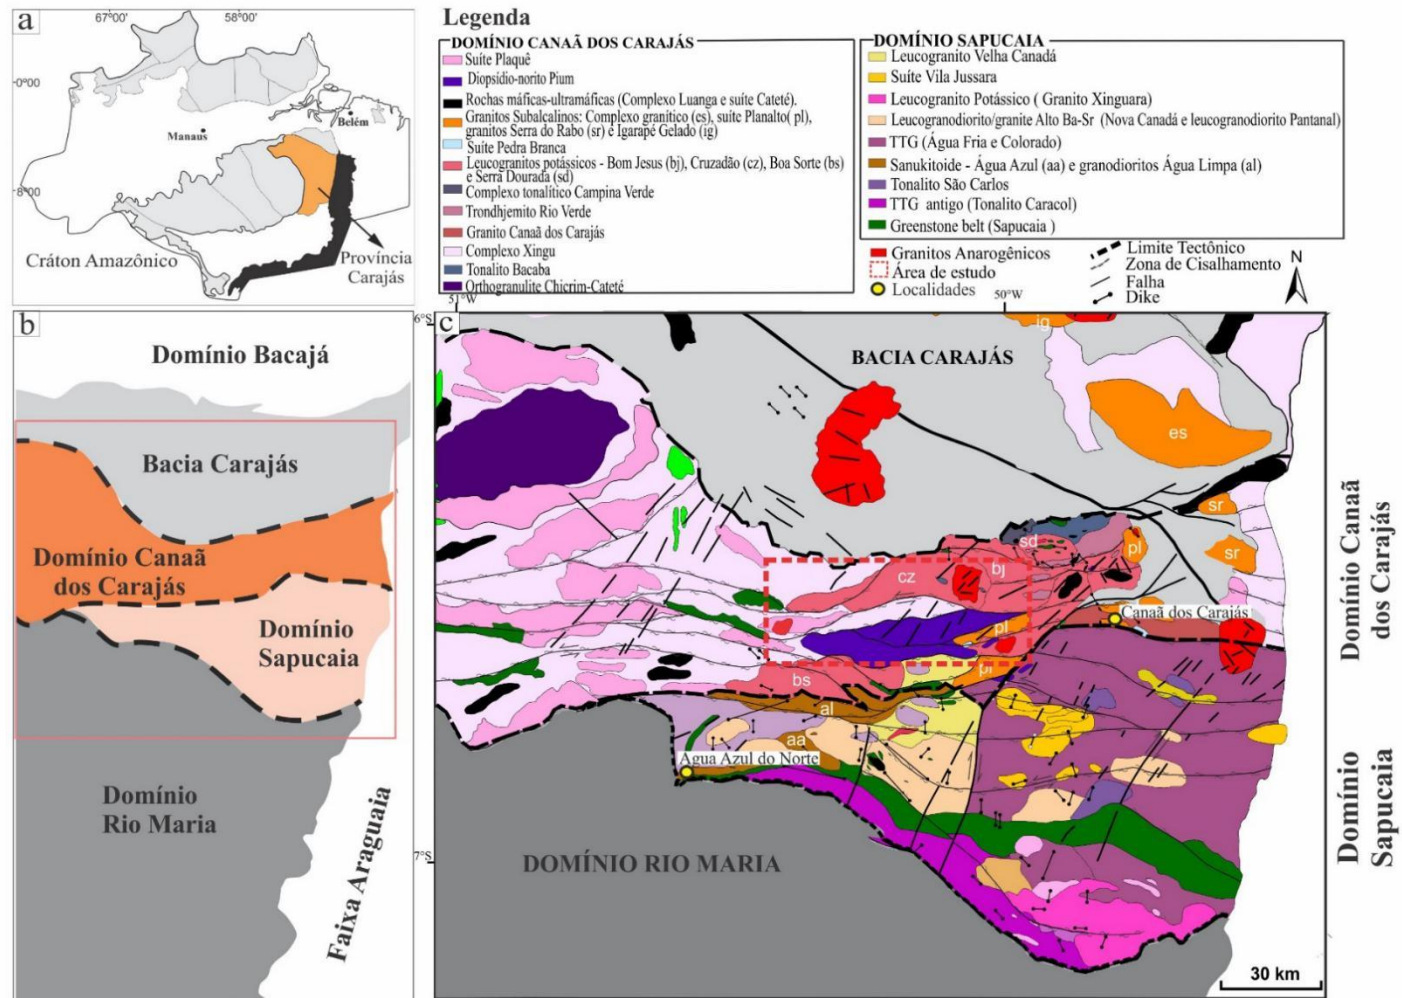 a
67°00'
58°00'
0°00
Manaus
Belém
8°00
Cráton Amazônico
Província
Carajás
Legenda
DOMÍNIO CANAÃ DOS CARAJÁS
Suíte Plaquê
Diopsidio-norito Pium
Rochas máficas-ultramáficas (Complexo Luanga e suíte Cateté).
Granitos Subalcalinos: Complexo granítico (es), suíte Planalto( pl),
granitos Serra do Rabo (sr) e Igarapé Gelado (ig)
Suíte Pedra Branca
Leucogranitos potássicos - Bom Jesus (bj), Cruzadão (cz), Boa Sorte (bs)
e Serra Dourada (sd)
Complexo tonalítico Campina Verde
Trondhjemito Rio Verde
Granito Canaã dos Carajás
Complexo Xingu
Tonalito Bacaba
Orthogranulite Chicrim-Cateté
DOMÍNIO SAPUCAIA
Leucogranito Velha Canadá
Suíte Vila Jussara
Leucogranito Potássico ( Granito Xinguara)
Leucogranodiorito/granite Alto Ba-Sr (Nova Canadá e leucogranodiorito Pantanal)
TTG (Água Fria e Colorado)
Sanukitoide - Água Azul (aa) e granodioritos Água Limpa (al)
Tonalito São Carlos
TTG antigo (Tonalito Caracol)
Greenstone belt (Sapucaia )
Granitos Anarogênicos
Área de estudo
Localidades
Limite Tectônico
Zona de Cisalhamento
Falha
Dike
N
b
Domínio Bacajá
Bacia Carajás
Domínio Canaã
dos Carajás
Domínio
Sapucaia
Domínio
Rio Maria
Faixa Araguaia
c
51°W
50°W
6°S
7°S
ig
BACIA CARAJÁS
es
sr
sr
sd
pl
cz
bj
Canaã dos Carajás
pl
pl
bs
al
aa
Água Azul do Norte
DOMÍNIO RIO MARIA
30 km
Domínio Canaã
dos Carajás
Domínio
Sapucaia